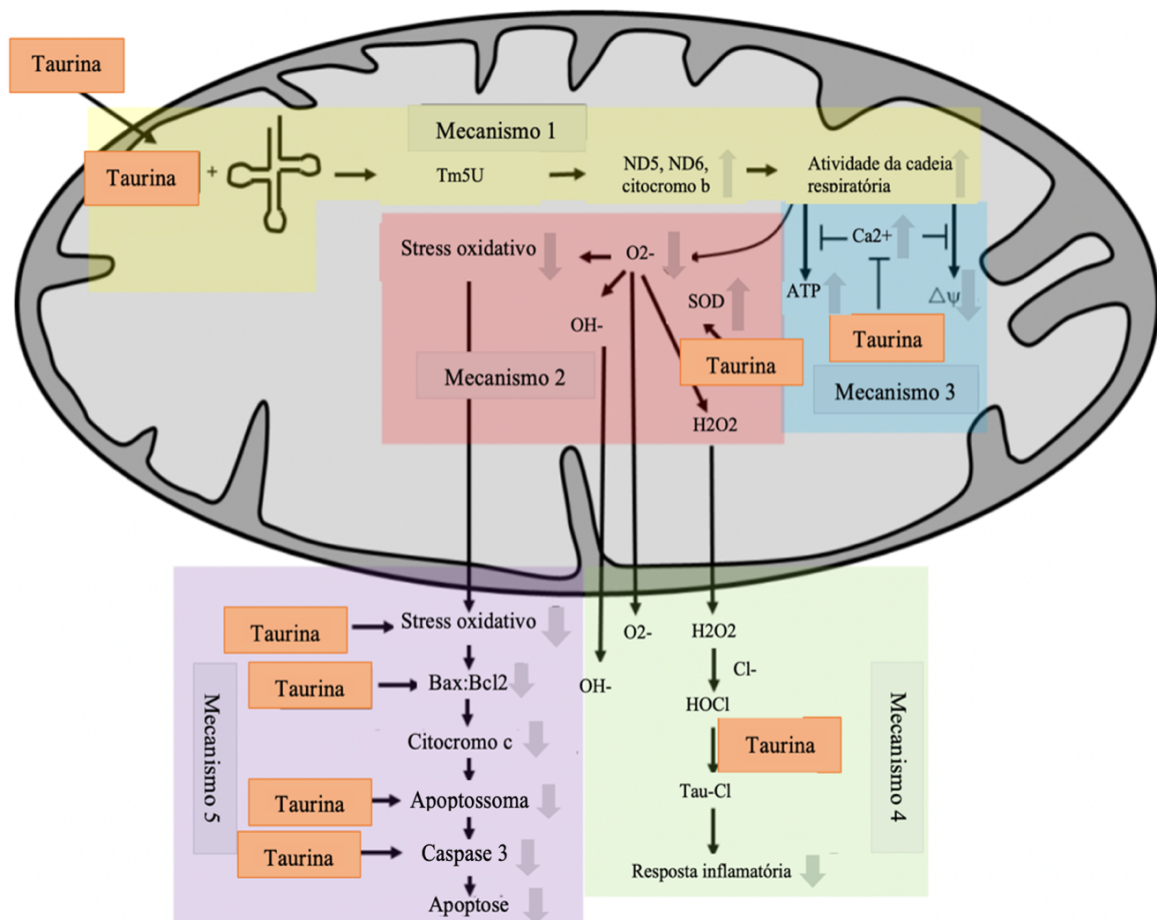 Taurina
Mecanismo 1
Taurina
+
Tm5U
ND5, ND6,
citocromo b
Atividade da cadeia
respiratória
Stress oxidativo
O2-
Ca2+
SOD
ATP
△ψ
OH-
Taurina
Taurina
Mecanismo 2
Mecanismo 3
H2O2
Taurina
Stress oxidativo
O2-
H2O2
Cl-
Taurina
Bax:Bcl2
OH-
HOCl
Mecanismo 5
Mecanismo 4
Citocromo c
Taurina
Taurina
Apoptossoma
Tau-Cl
Taurina
Caspase 3
Resposta inflamatória
Apoptose